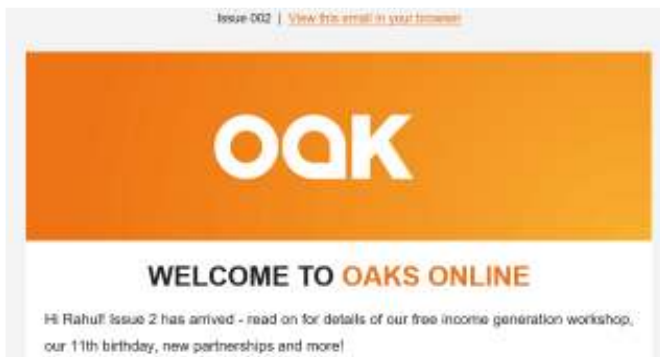 Issue 002 | View this email in your browser
oak
WELCOME TO OAKS ONLINE
Hi Rahul! Issue 2 has arrived - read on for details of our free income generation workshop,
our 11th birthday, new partnerships and more!